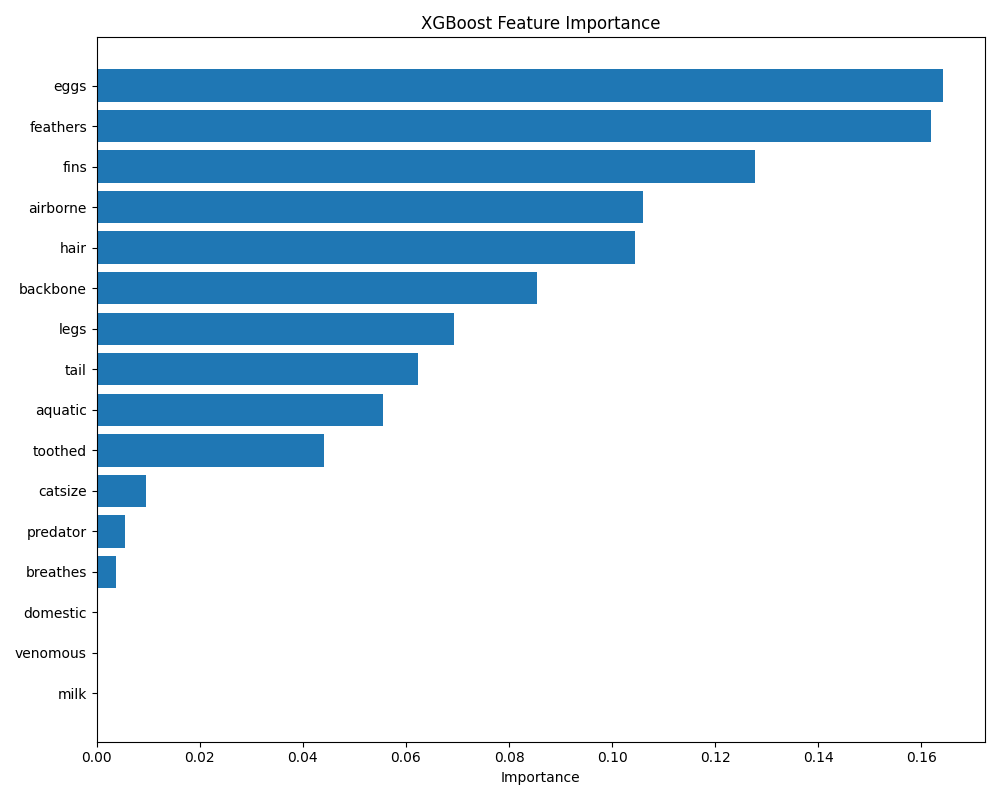 XGBoost Feature Importance
eggs
feathers
fins
airborne
hair
backbone
legs
tail
aquatic
toothed
catsize
predator
breathes
domestic
venomous
milk
0.00 0.02 0.04 0.06 0.08 0.10 0.12 0.14 0.16
Importance